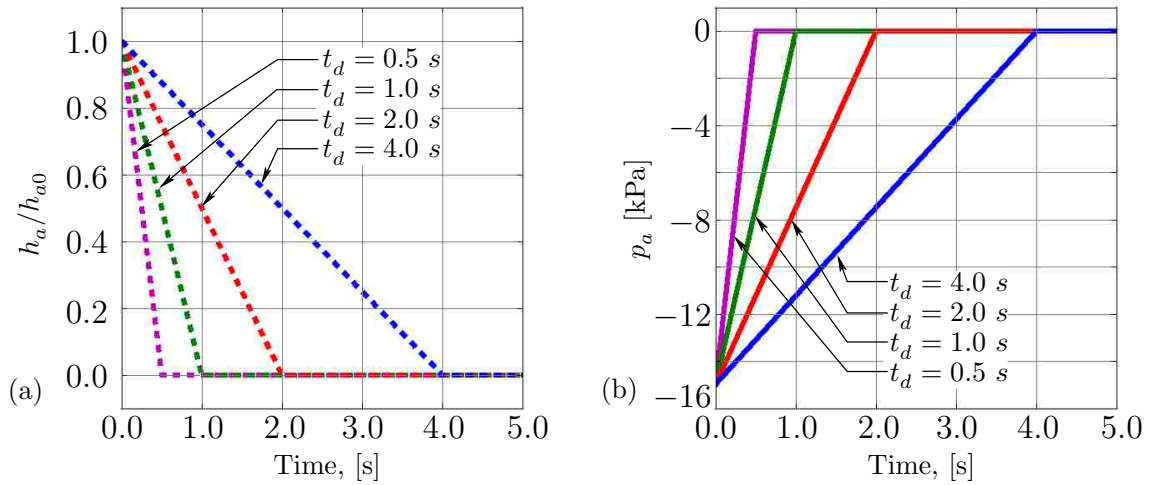 1.0
0.8
0.6
0.4
0.2
0.0
h_a/h_{a0}
t_d = 0.5 s
t_d = 1.0 s
t_d = 2.0 s
t_d = 4.0 s
(a)
0.0 1.0 2.0 3.0 4.0 5.0
Time, [s]
0
−4
−8
−12
−16
p_a [kPa]
t_d = 4.0 s
t_d = 2.0 s
t_d = 1.0 s
t_d = 0.5 s
(b)
0.0 1.0 2.0 3.0 4.0 5.0
Time, [s]